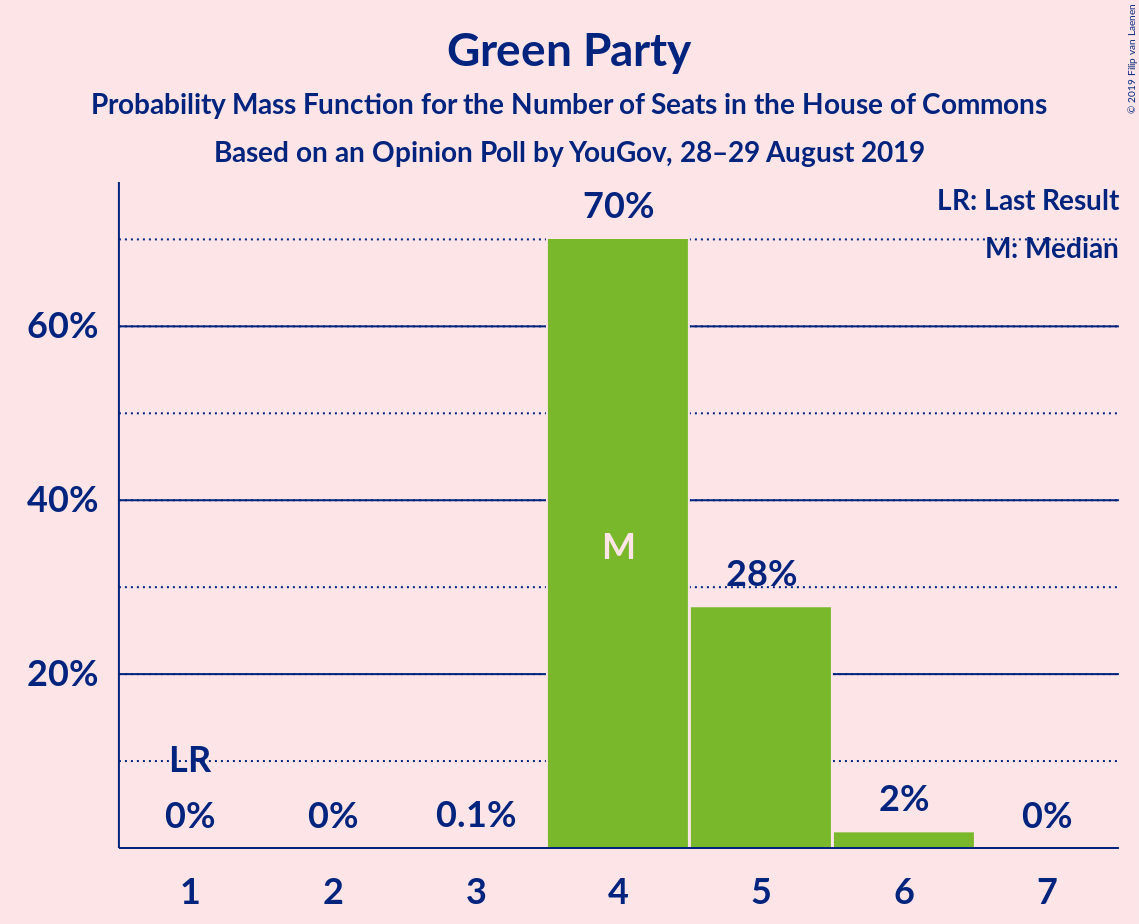 Green Party
Probability Mass Function for the Number of Seats in the House of Commons
Based on an Opinion Poll by YouGov, 28–29 August 2019
© 2019 Filip van Laenen
LR: Last Result
M: Median
70%
60%
40%
M
28%
20%
LR
0% 0% 0.1% 2% 0%
1 2 3 4 5 6 7